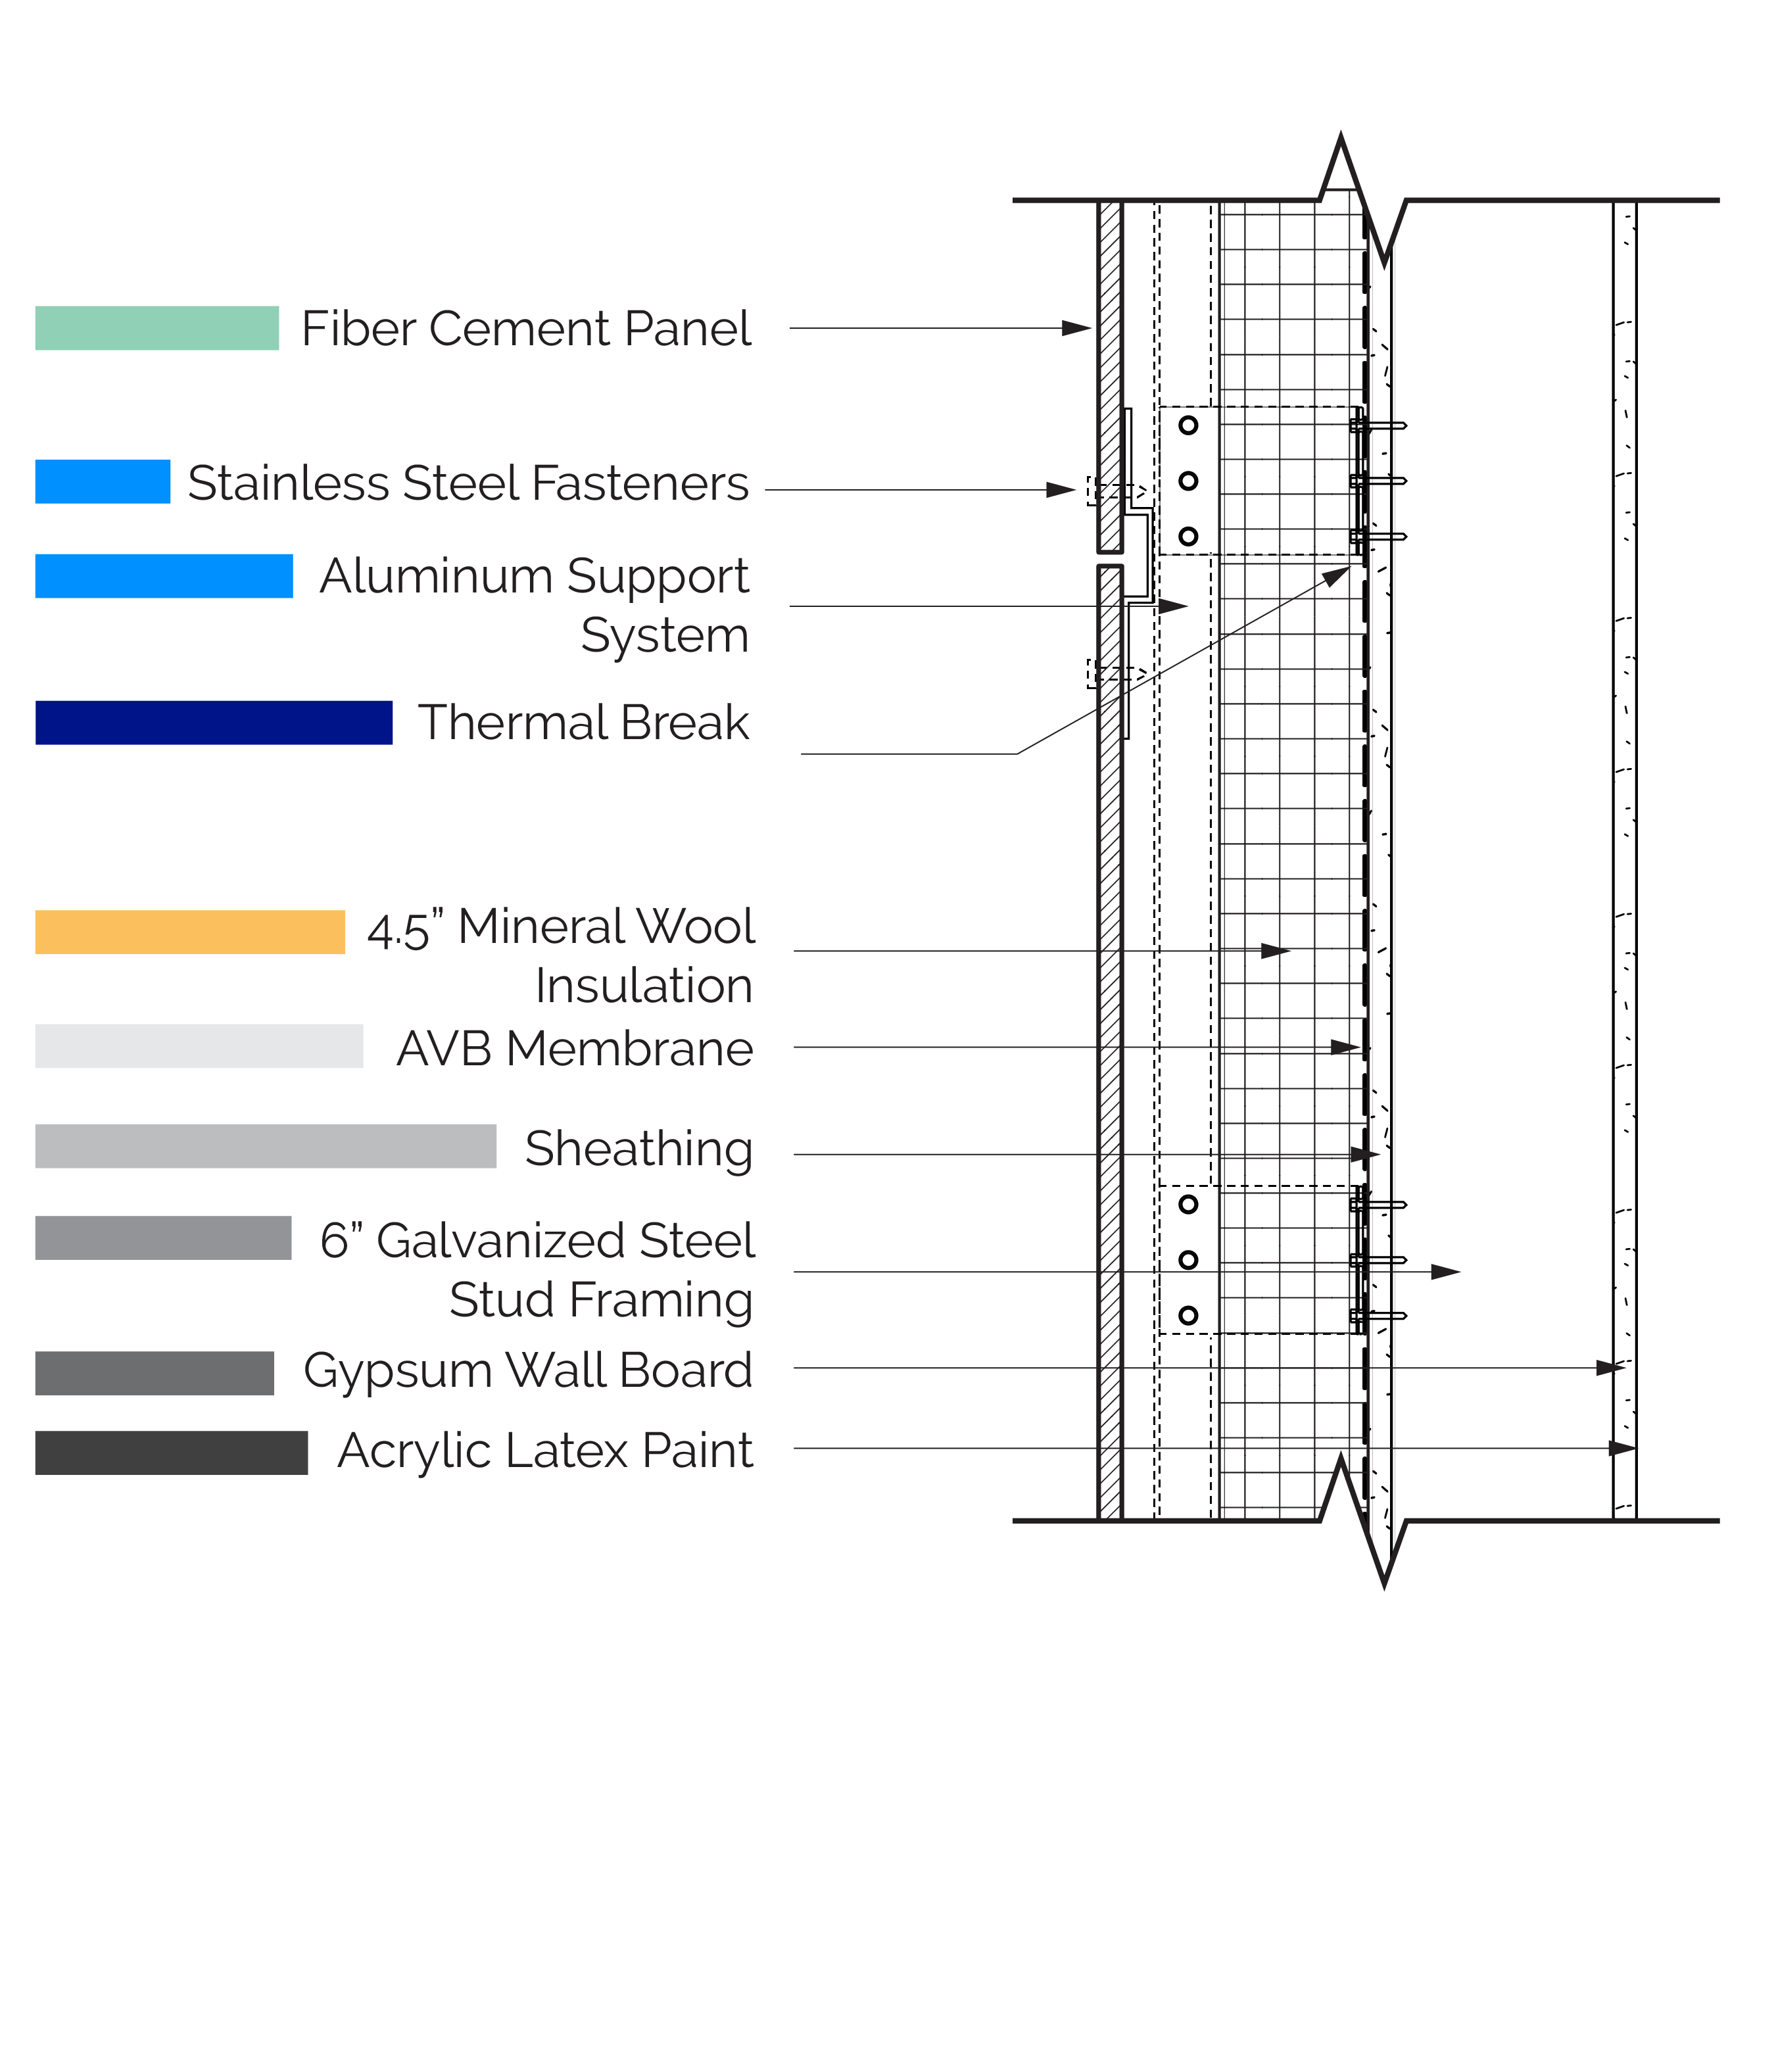 Fiber Cement Panel
Stainless Steel Fasteners
Aluminum Support
System
Thermal Break
4.5” Mineral Wool
Insulation
AVB Membrane
Sheathing
6” Galvanized Steel
Stud Framing
Gypsum Wall Board
Acrylic Latex Paint